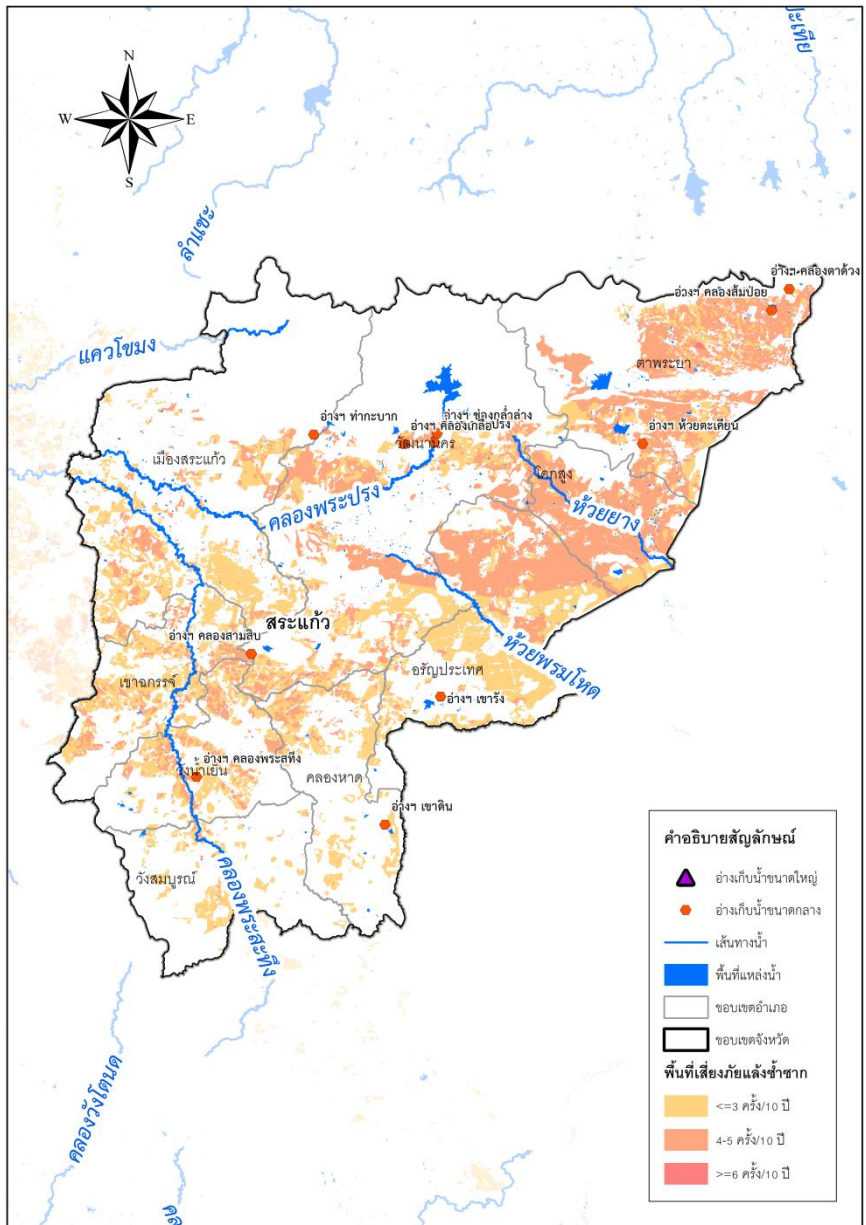 ปะเทีย
N
W
E
S
ลำแชะ
อ่างฯ คลองตาด้วง
อ่างฯ คลองส้มป่อย
แควโขมง
ตาพระยา
อ่างฯ ท่ากะบาก
อ่างฯ ช่องกล่ำล่าง
อ่างฯ คลองเกลือ
ปรง
วัฒนานคร
อ่างฯ ห้วยตะเคียน
เมืองสระแก้ว
โคกสูง
คลองพระปรง
ห้วยยาง
สระแก้ว
อ่างฯ คลองสามสิบ
ห้วยพรมโหด
อรัญประเทศ
เขาฉกรรจ์
อ่างฯ เขารัง
อ่างฯ คลองพระสทึง
วังน้ำเย็น
คลองหาด
อ่างฯ เขาดิน
วังสมบูรณ์
คลองพระสะทึง
คลองวังโตนด
คำอธิบายสัญลักษณ์
อ่างเก็บน้ำขนาดใหญ่
อ่างเก็บน้ำขนาดกลาง
เส้นทางน้ำ
พื้นที่แหล่งน้ำ
ขอบเขตอำเภอ
ขอบเขตจังหวัด
พื้นที่เสี่ยงภัยแล้งซ้ำซาก
<=3 ครั้ง/10 ปี
4-5 ครั้ง/10 ปี
>=6 ครั้ง/10 ปี